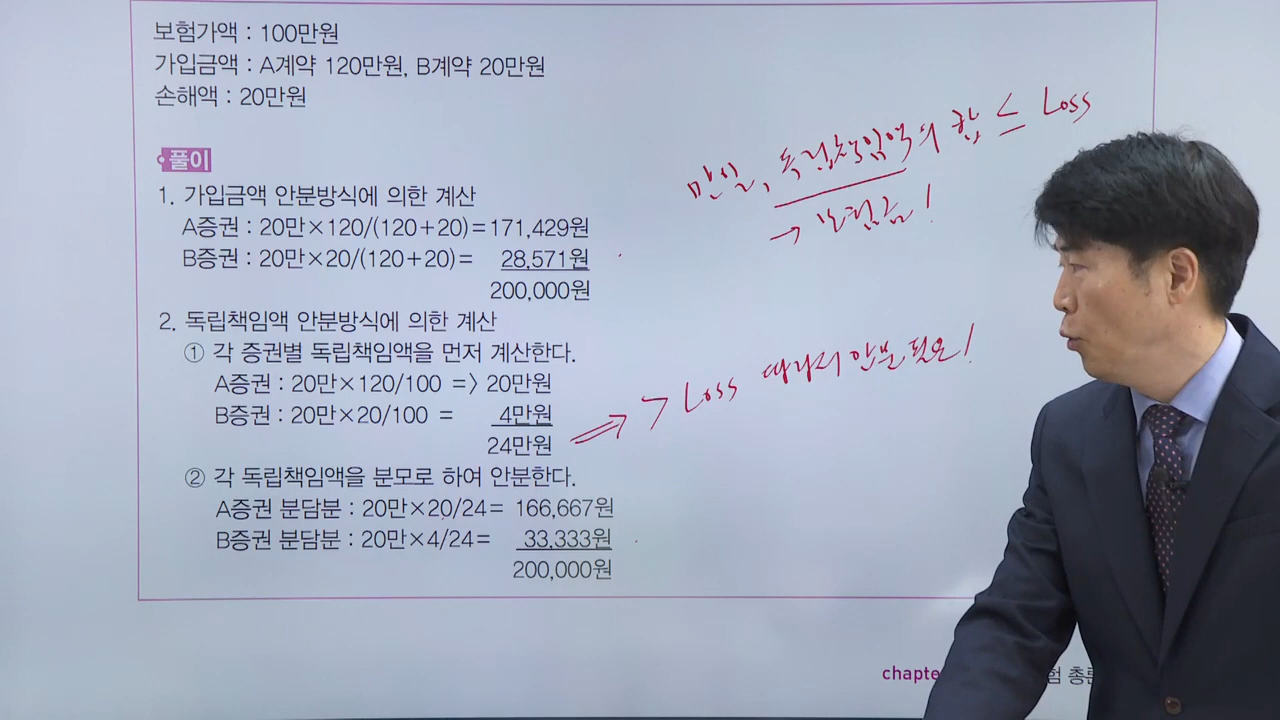 보험가액 : 100만원
가입금액 : A계약 120만원, B계약 20만원
손해액 : 20만원
풀이
1. 가입금액 안분방식에 의한 계산
A증권 : 20만×120/(120+20)=171,429원
B증권 : 20만×20/(120+20)= 28,571원
200,000원
2. 독립책임액 안분방식에 의한 계산
① 각 증권별 독립책임액을 먼저 계산한다.
A증권 : 20만×120/100 => 20만원
B증권 : 20만×20/100 = 4만원
24만원
② 각 독립책임액을 분모로 하여 안분한다.
A증권 분담분 : 20만×20/24= 166,667원
B증권 분담분 : 20만×4/24= 33,333원
200,000원
만일, 독립책임액의 합 ≤ Loss
→ 보험금!
⇒ > Loss 따라서 안분 필요!
chapte
험 총